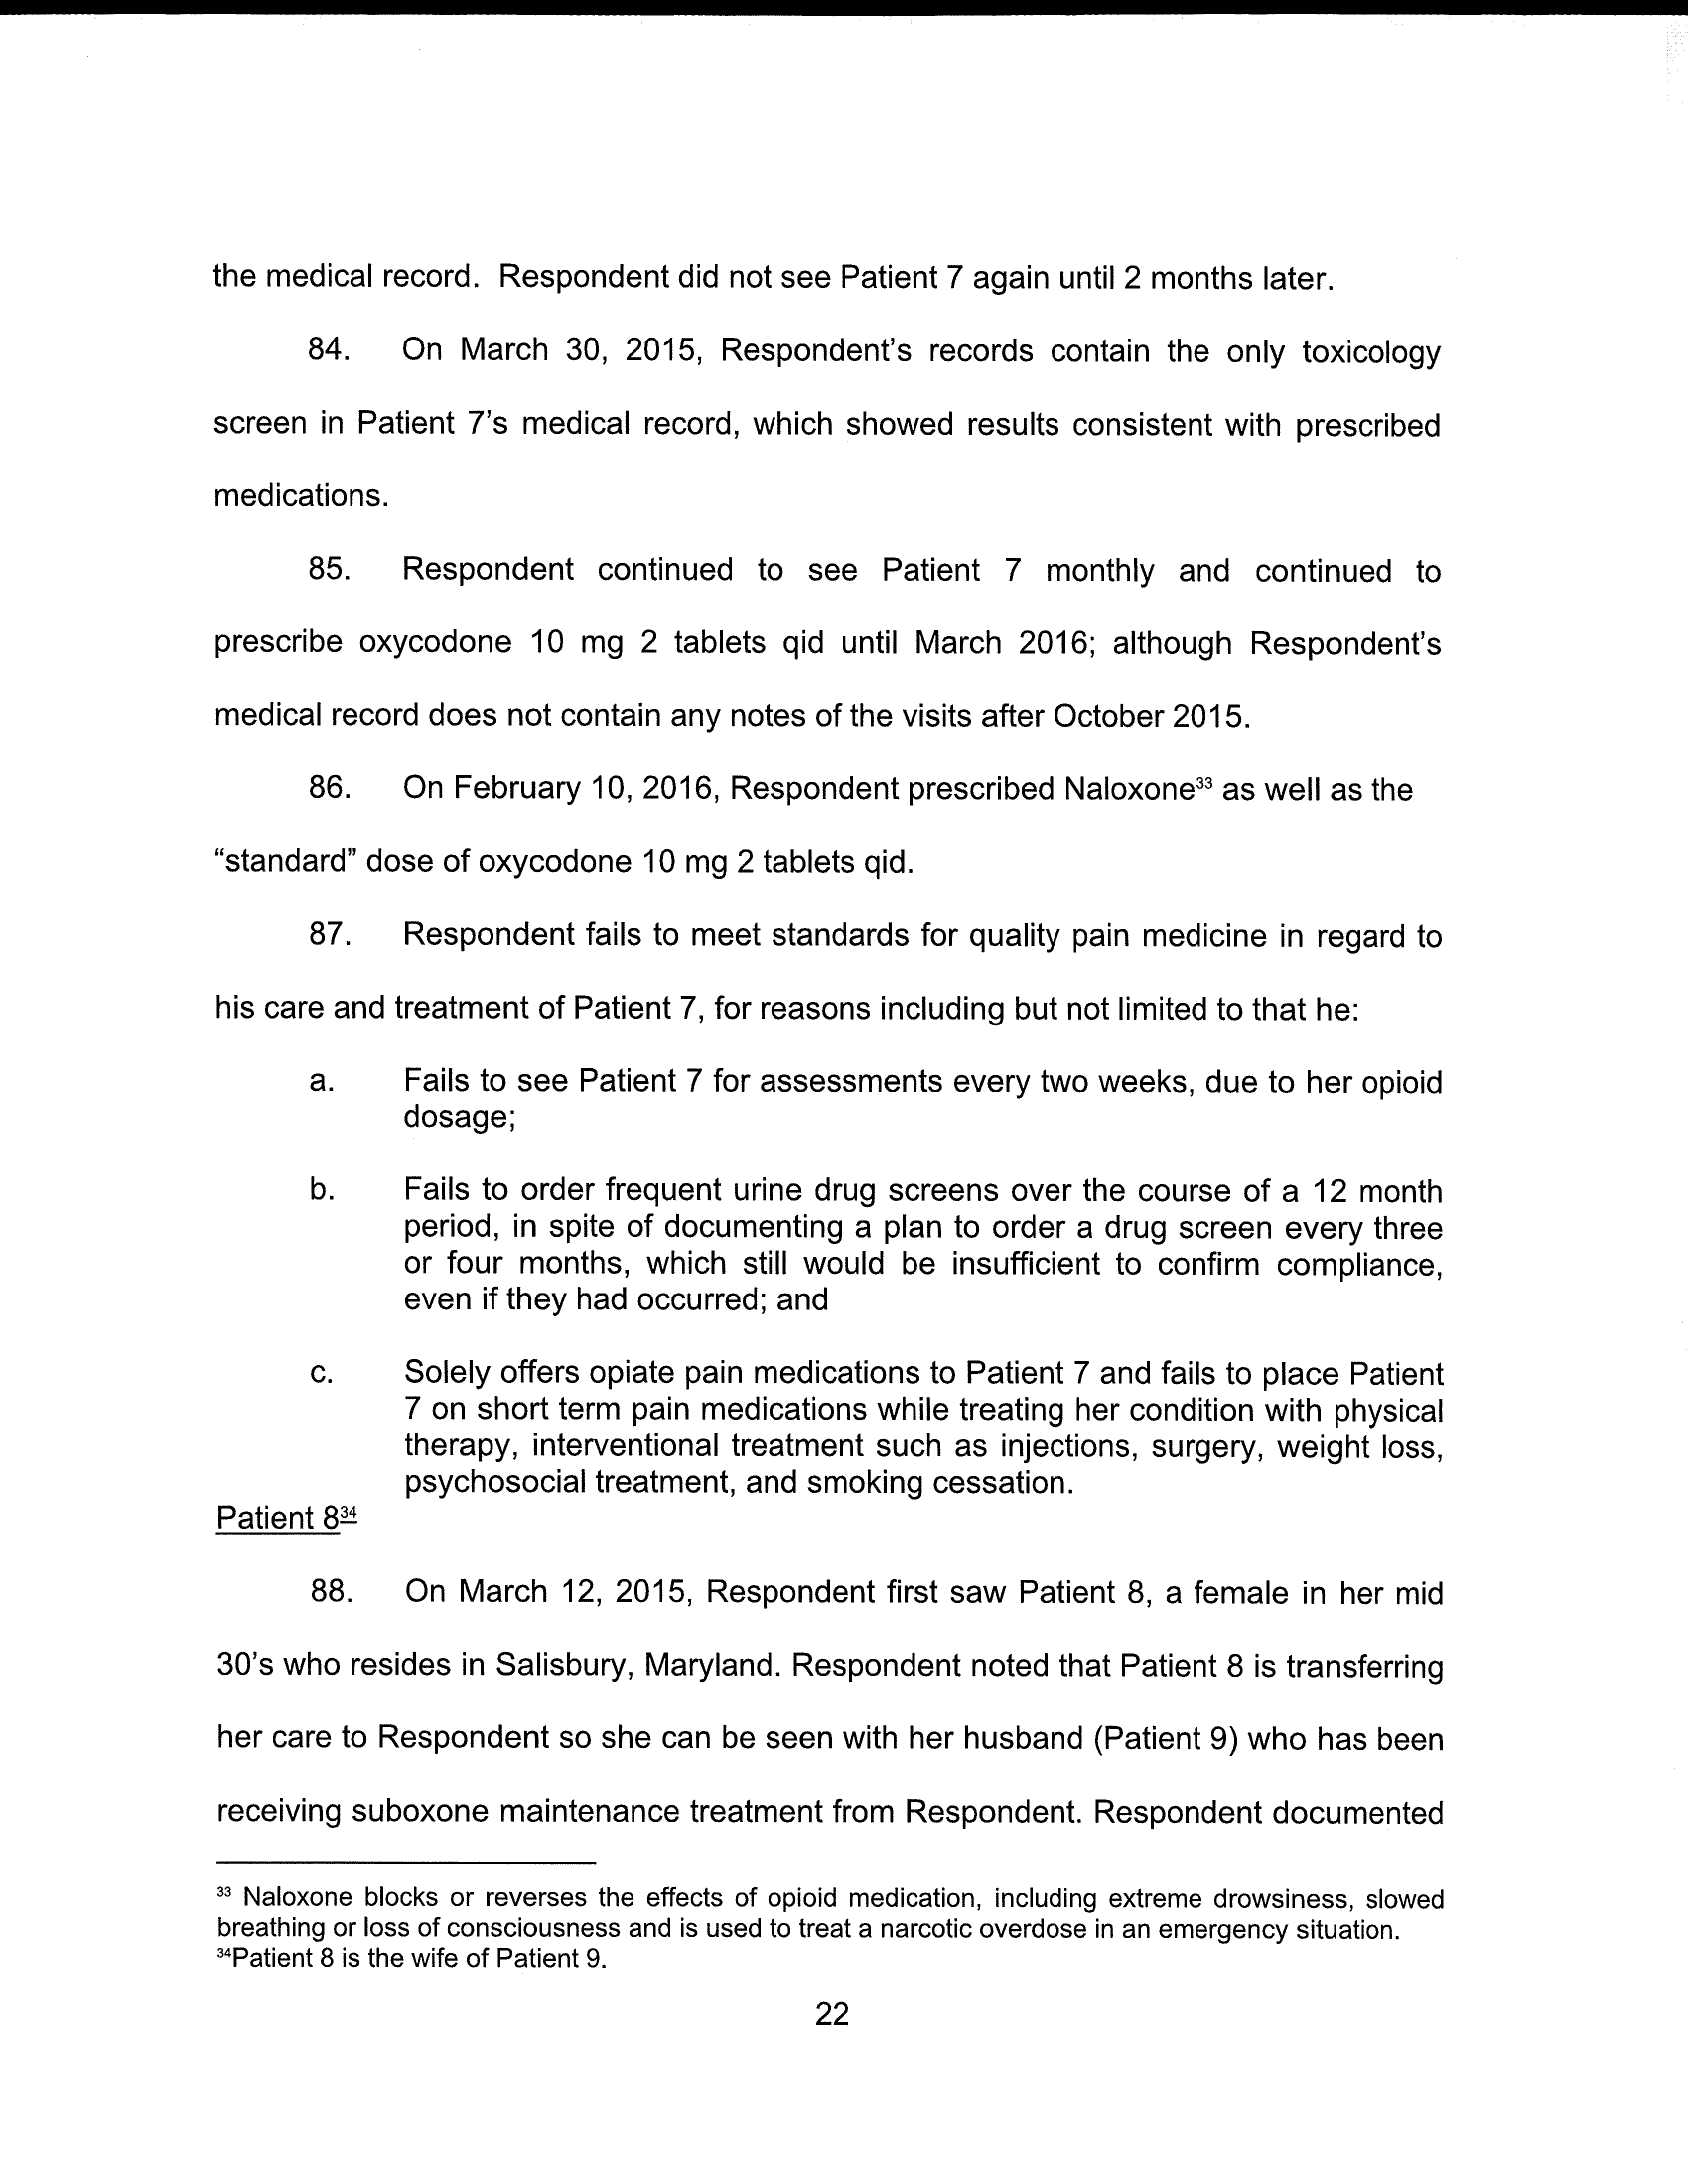 the medical record. Respondent did not see Patient 7 again until 2 months later.
84. On March 30, 2015, Respondent's records contain the only toxicology
screen in Patient 7's medical record, which showed results consistent with prescribed
medications.
85. Respondent continued to see Patient 7 monthly and continued to
prescribe oxycodone 10 mg 2 tablets qid until March 2016; although Respondent's
medical record does not contain any notes of the visits after October 2015.
86. On February 10, 2016, Respondent prescribed Naloxone³³ as well as the
“standard” dose of oxycodone 10 mg 2 tablets qid.
87. Respondent fails to meet standards for quality pain medicine in regard to
his care and treatment of Patient 7, for reasons including but not limited to that he:
a. Fails to see Patient 7 for assessments every two weeks, due to her opioid
dosage;
b. Fails to order frequent urine drug screens over the course of a 12 month
period, in spite of documenting a plan to order a drug screen every three
or four months, which still would be insufficient to confirm compliance,
even if they had occurred; and
c. Solely offers opiate pain medications to Patient 7 and fails to place Patient
7 on short term pain medications while treating her condition with physical
therapy, interventional treatment such as injections, surgery, weight loss,
psychosocial treatment, and smoking cessation.
Patient 8³⁴
88. On March 12, 2015, Respondent first saw Patient 8, a female in her mid
30's who resides in Salisbury, Maryland. Respondent noted that Patient 8 is transferring
her care to Respondent so she can be seen with her husband (Patient 9) who has been
receiving suboxone maintenance treatment from Respondent. Respondent documented
³³ Naloxone blocks or reverses the effects of opioid medication, including extreme drowsiness, slowed
breathing or loss of consciousness and is used to treat a narcotic overdose in an emergency situation.
³⁴Patient 8 is the wife of Patient 9.
22